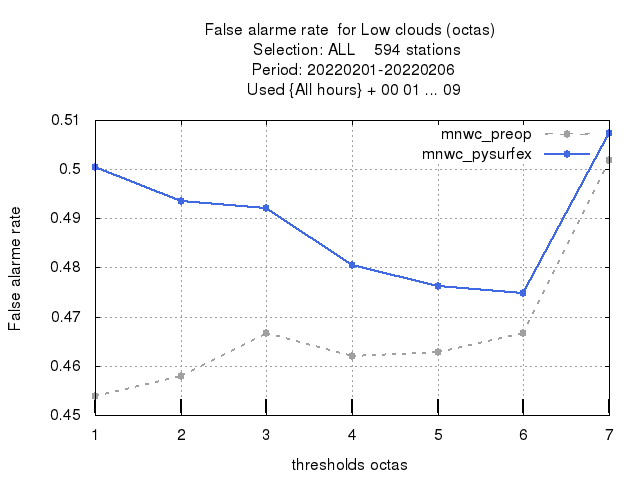 False alarme rate  for Low clouds (octas)
Selection: ALL    594 stations
Period: 20220201-20220206
Used {All hours} + 00 01 ... 09
mnwc_preop
mnwc_pysurfex
False alarme rate
0.51
0.5
0.49
0.48
0.47
0.46
0.45
1 2 3 4 5 6 7
thresholds octas